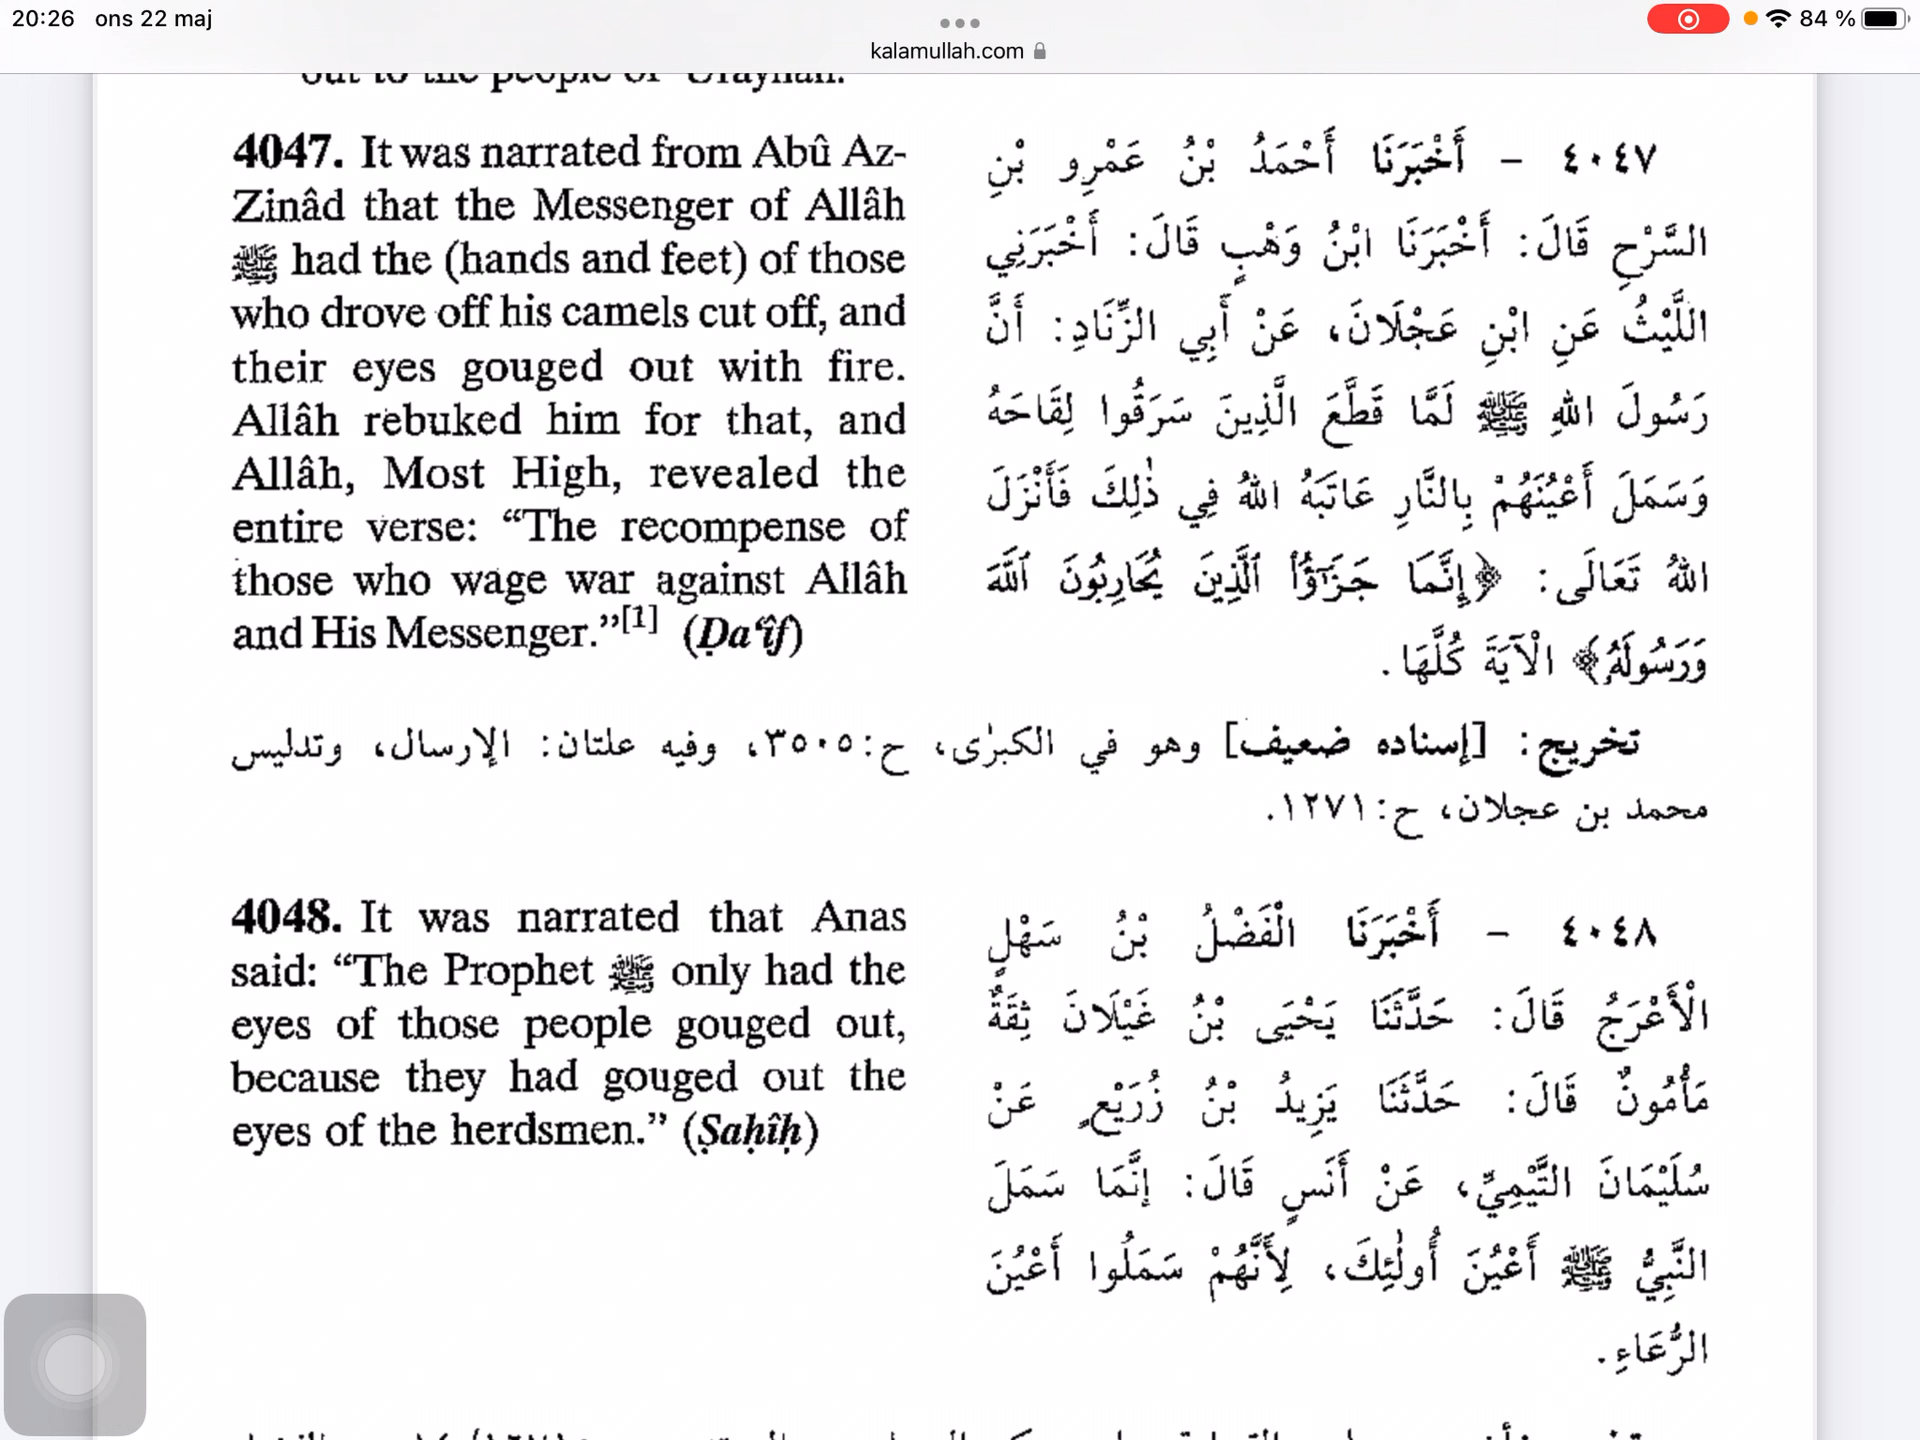 20:26 ons 22 maj
84 %
kalamullah.com
out to the people of 'Uraynah.
4047. It was narrated from Abû Az-
Zinâd that the Messenger of Allâh
ﷺ had the (hands and feet) of those
who drove off his camels cut off, and
their eyes gouged out with fire.
Allâh rebuked him for that, and
Allâh, Most High, revealed the
entire verse: “The recompense of
those who wage war against Allâh
and His Messenger.”[1] (Ḍa‘îf)
٤٠٤٧ – أَخْبَرَنَا أَحْمَدُ بْنُ عَمْرِو بْنِ
السَّرْحِ قَالَ: أَخْبَرَنَا ابْنُ وَهْبٍ قَالَ: أَخْبَرَنِي
اللَّيْثُ عَنِ ابْنِ عَجْلَانَ، عَنْ أَبِي الزِّنَادِ: أَنَّ
رَسُولَ اللهِ ﷺ لَمَّا قَطَّعَ الَّذِينَ سَرَقُوا لِقَاحَهُ
وَسَمَلَ أَعْيُنَهُمْ بِالنَّارِ عَاتَبَهُ اللهُ فِي ذٰلِكَ فَأَنْزَلَ
اللهُ تَعَالَى: ﴿إِنَّمَا جَزَٰٓؤُا۟ ٱلَّذِينَ يُحَارِبُونَ ٱللَّهَ
وَرَسُولَهُۥ﴾ الْآيَةَ كُلَّهَا.
تخريج: [إسناده ضعيف] وهو في الكبرٰى، ح:٣٥٠٥، وفيه علتان: الإرسال، وتدليس
محمد بن عجلان، ح:١٢٧١.
4048. It was narrated that Anas
said: “The Prophet ﷺ only had the
eyes of those people gouged out,
because they had gouged out the
eyes of the herdsmen.” (Ṣaḥîḥ)
٤٠٤٨ – أَخْبَرَنَا الْفَضْلُ بْنُ سَهْلٍ
الْأَعْرَجُ قَالَ: حَدَّثَنَا يَحْيَى بْنُ غَيْلَانَ ثِقَةٌ
مَأْمُونٌ قَالَ: حَدَّثَنَا يَزِيدُ بْنُ زُرَيْعٍ عَنْ
سُلَيْمَانَ التَّيْمِيِّ، عَنْ أَنَسٍ قَالَ: إِنَّمَا سَمَلَ
النَّبِيُّ ﷺ أَعْيُنَ أُولٰئِكَ، لِأَنَّهُمْ سَمَلُوا أَعْيُنَ
الرُّعَاءِ.